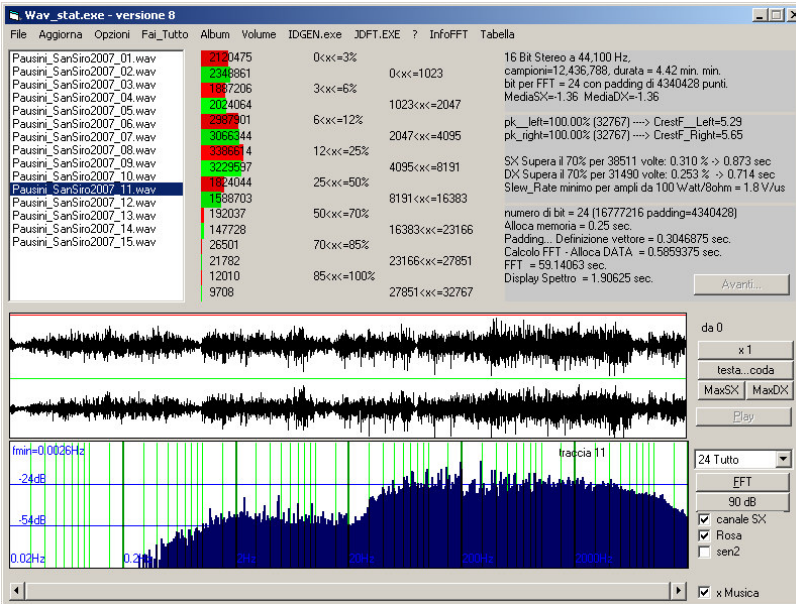 Wav_stat.exe - versione 8
File Aggiorna Opzioni Fai_Tutto Album Volume IDGEN.exe JDFT.EXE ? InfoFFT Tabella
Pausini_SanSiro2007_01.wav
Pausini_SanSiro2007_02.wav
Pausini_SanSiro2007_03.wav
Pausini_SanSiro2007_04.wav
Pausini_SanSiro2007_05.wav
Pausini_SanSiro2007_06.wav
Pausini_SanSiro2007_07.wav
Pausini_SanSiro2007_08.wav
Pausini_SanSiro2007_09.wav
Pausini_SanSiro2007_10.wav
Pausini_SanSiro2007_11.wav
Pausini_SanSiro2007_12.wav
Pausini_SanSiro2007_13.wav
Pausini_SanSiro2007_14.wav
Pausini_SanSiro2007_15.wav
2120475 0<x<=3%
2348861 0<x<=1023
1887206 3<x<=6%
2024064 1023<x<=2047
2987901 6<x<=12%
3066344 2047<x<=4095
3386614 12<x<=25%
3229597 4095<x<=8191
1824044 25<x<=50%
1588703 8191<x<=16383
192037 50<x<=70%
147728 16383<x<=23166
26501 70<x<=85%
21782 23166<x<=27851
12010 85<x<=100%
9708 27851<x<=32767
16 Bit Stereo a 44,100 Hz,
campioni=12,436,788, durata = 4.42 min. min.
bit per FFT = 24 con padding di 4340428 punti.
MediaSX=-1.36 MediaDX=-1.36
pk__left=100.00% (32767) ----> CrestF__Left=5.29
pk_right=100.00% (32767) ----> CrestF_Right=5.65
SX Supera il 70% per 38511 volte: 0.310 % -> 0.873 sec
DX Supera il 70% per 31490 volte: 0.253 % -> 0.714 sec
Slew_Rate minimo per ampli da 100 Watt/8ohm = 1.8 V/us
numero di bit = 24 (16777216 padding=4340428)
Alloca memoria = 0.25 sec.
Padding... Definizione vettore = 0.3046875 sec.
Calcolo FFT - Alloca DATA = 0.5859375 sec.
FFT = 59.14063 sec.
Display Spettro = 1.90625 sec.
Avanti...
da 0
x 1
testa...coda
MaxSX MaxDX
Play
fmin=0.0026Hz
traccia 11
-24dB
-54dB
0.02Hz 0.2Hz 2Hz 20Hz 200Hz 2000Hz
24 Tutto
FFT
90 dB
canale SX
Rosa
sen2
x Musica